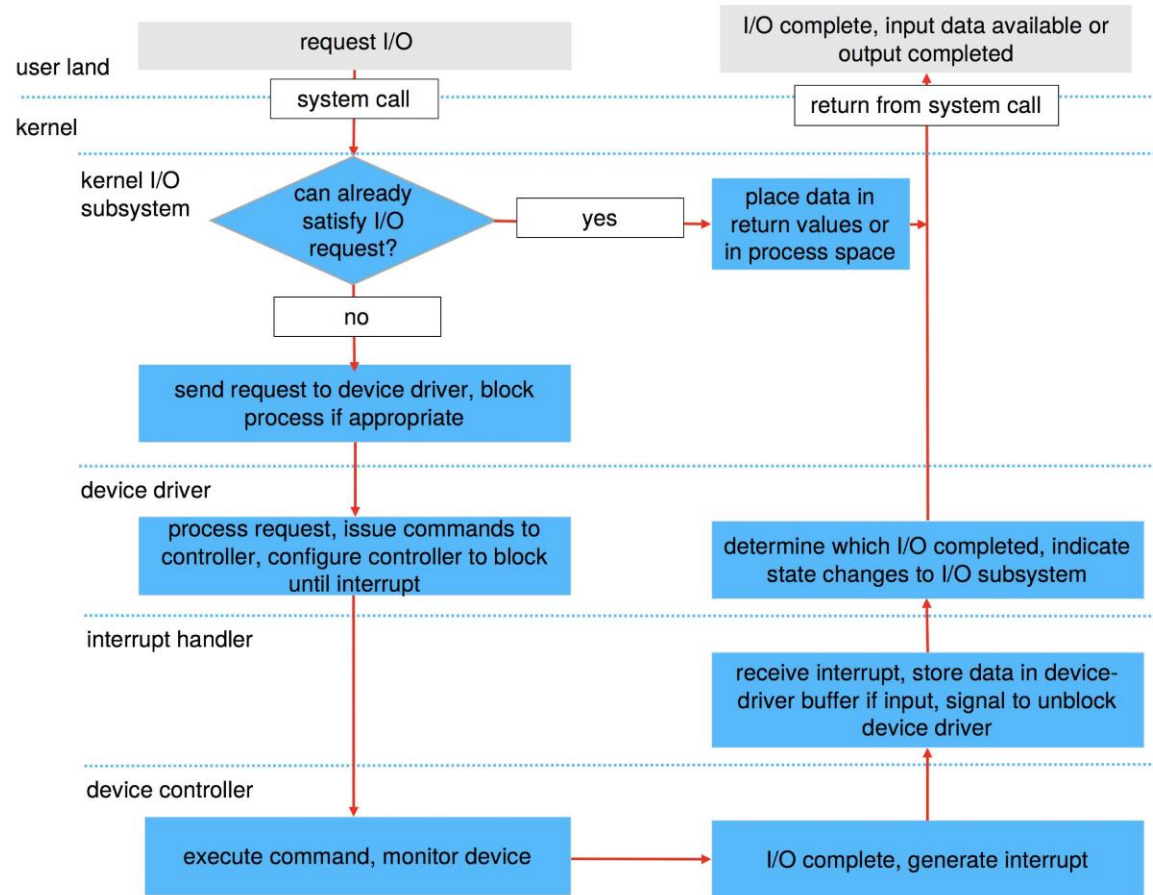 request I/O
I/O complete, input data available or
output completed
user land
system call
return from system call
kernel
kernel I/O
subsystem
can already
satisfy I/O
request?
yes
place data in
return values or
in process space
no
send request to device driver, block
process if appropriate
device driver
process request, issue commands to
controller, configure controller to block
until interrupt
determine which I/O completed, indicate
state changes to I/O subsystem
interrupt handler
receive interrupt, store data in device-
driver buffer if input, signal to unblock
device driver
device controller
execute command, monitor device
I/O complete, generate interrupt